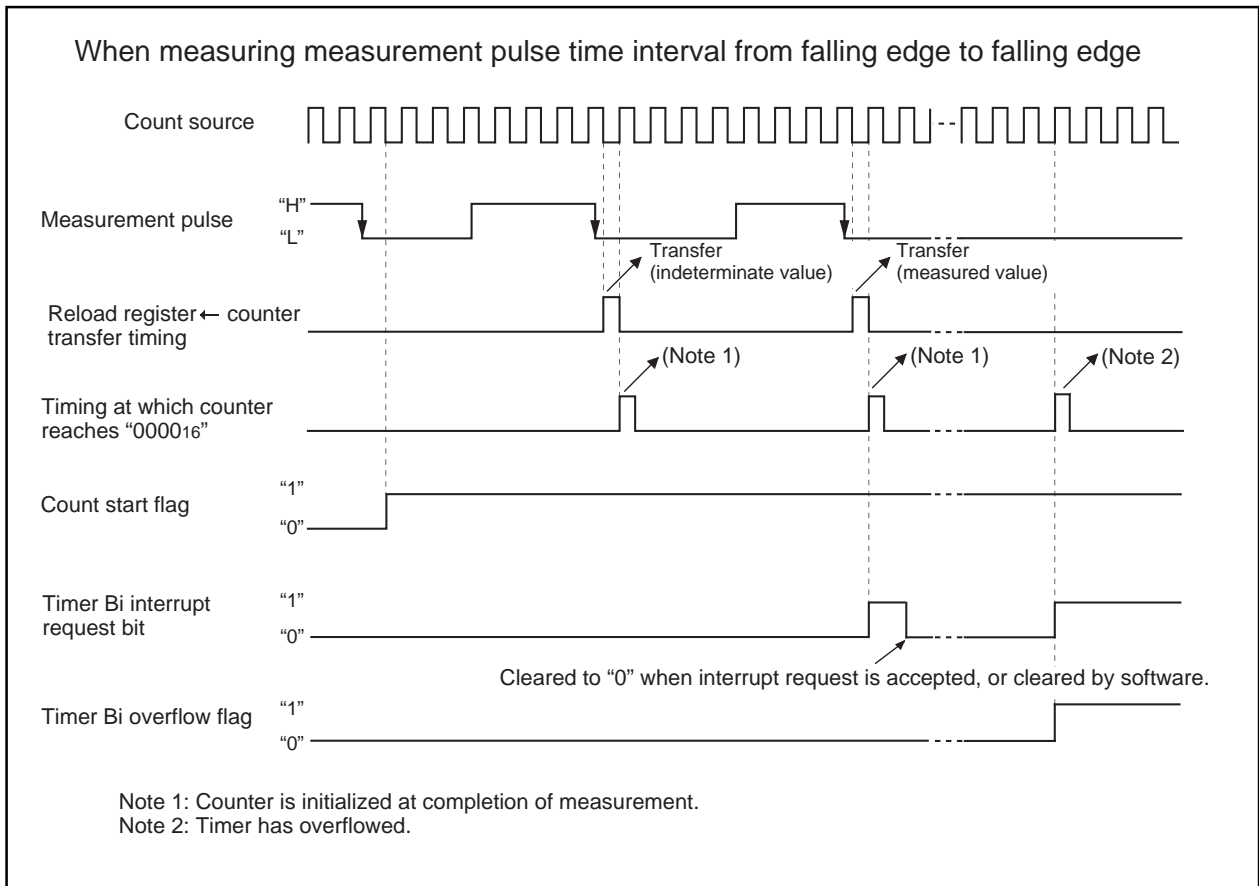 When measuring measurement pulse time interval from falling edge to falling edge
Count source
Measurement pulse
“H”
“L”
Transfer
(indeterminate value)
Transfer
(measured value)
Reload register ← counter
transfer timing
(Note 1)
(Note 1)
(Note 2)
Timing at which counter
reaches “000016”
Count start flag
“1”
“0”
Timer Bi interrupt
request bit
“1”
“0”
Cleared to “0” when interrupt request is accepted, or cleared by software.
Timer Bi overflow flag
“1”
“0”
Note 1: Counter is initialized at completion of measurement.
Note 2: Timer has overflowed.